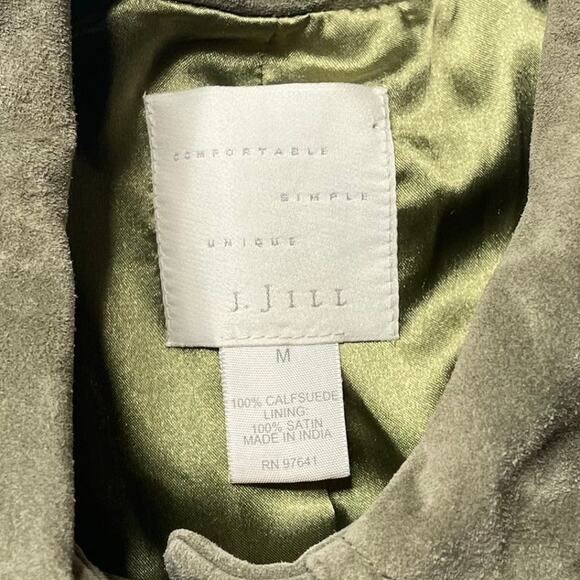 COMFORTABLE
SIMPLE
UNIQUE
J. JILL
M
100% CALFSUEDE
LINING:
100% SATIN
MADE IN INDIA
RN 97641